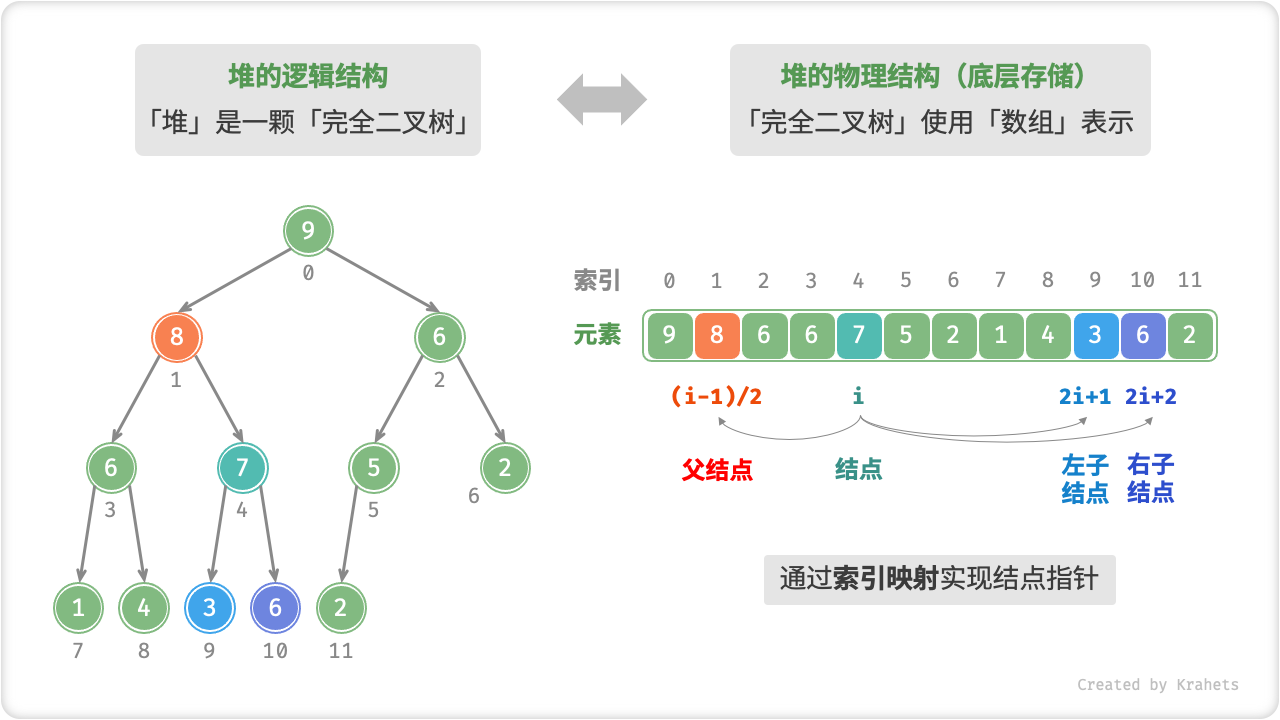 堆的逻辑结构
「堆」是一颗「完全二叉树」
堆的物理结构（底层存储）
「完全二叉树」使用「数组」表示
9
0
8
6
1
2
6
7
5
2
3
4
5
6
1
4
3
6
2
7
8
9
10
11
索引 0 1 2 3 4 5 6 7 8 9 10 11
元素 9 8 6 6 7 5 2 1 4 3 6 2
(i-1)/2 i 2i+1 2i+2
父结点
结点
左子
结点
右子
结点
通过索引映射实现结点指针
Created by Krahets